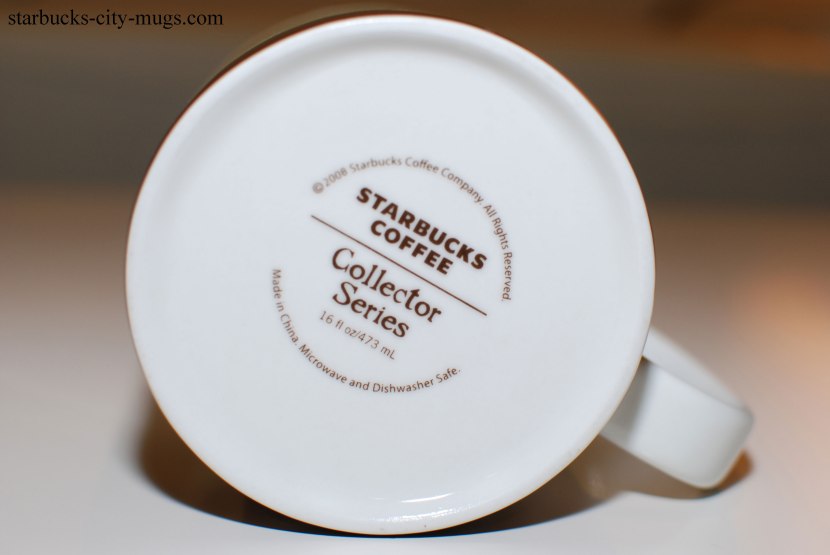 starbucks-city-mugs.com
©2008 Starbucks Coffee Company. All Rights Reserved.
STARBUCKS
COFFEE
Collector
Series
16 fl oz/473 mL
Made in China. Microwave and Dishwasher Safe.